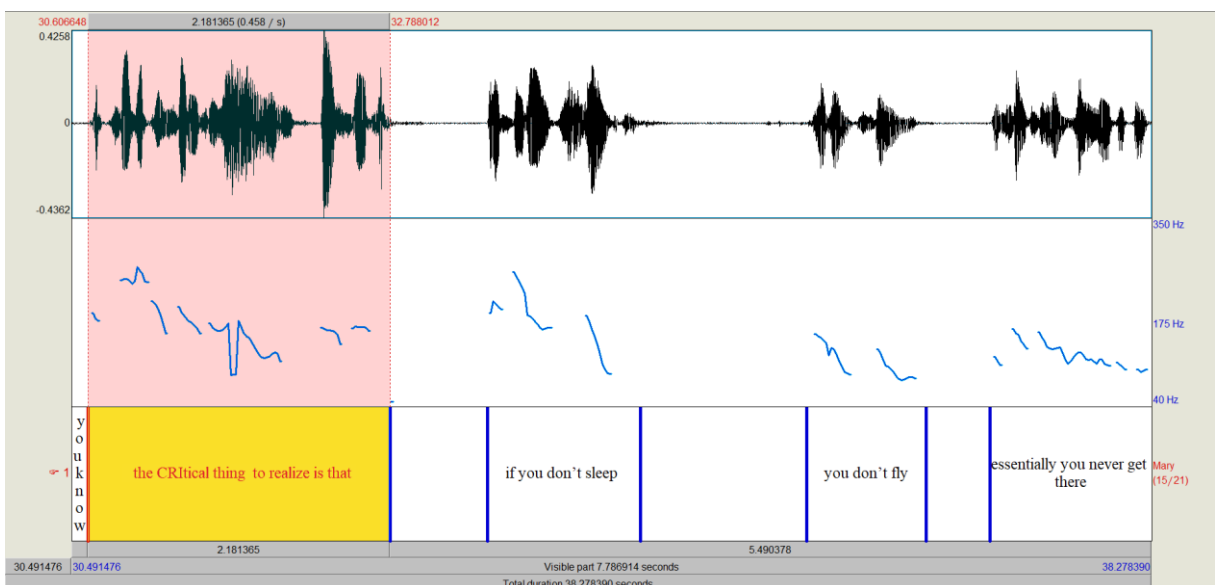 30.606648 2.181365 (0.458 / s) 32.788012
0.4258
0
-0.4362
350 Hz
175 Hz
40 Hz
☞ 1
you know
the CRItical thing to realize is that
if you don't sleep
you don't fly
essentially you never get
there
Mary
(15/21)
2.181365 5.490378
30.491476 30.491476 Visible part 7.786914 seconds 38.278390
Total duration 38.278390 seconds